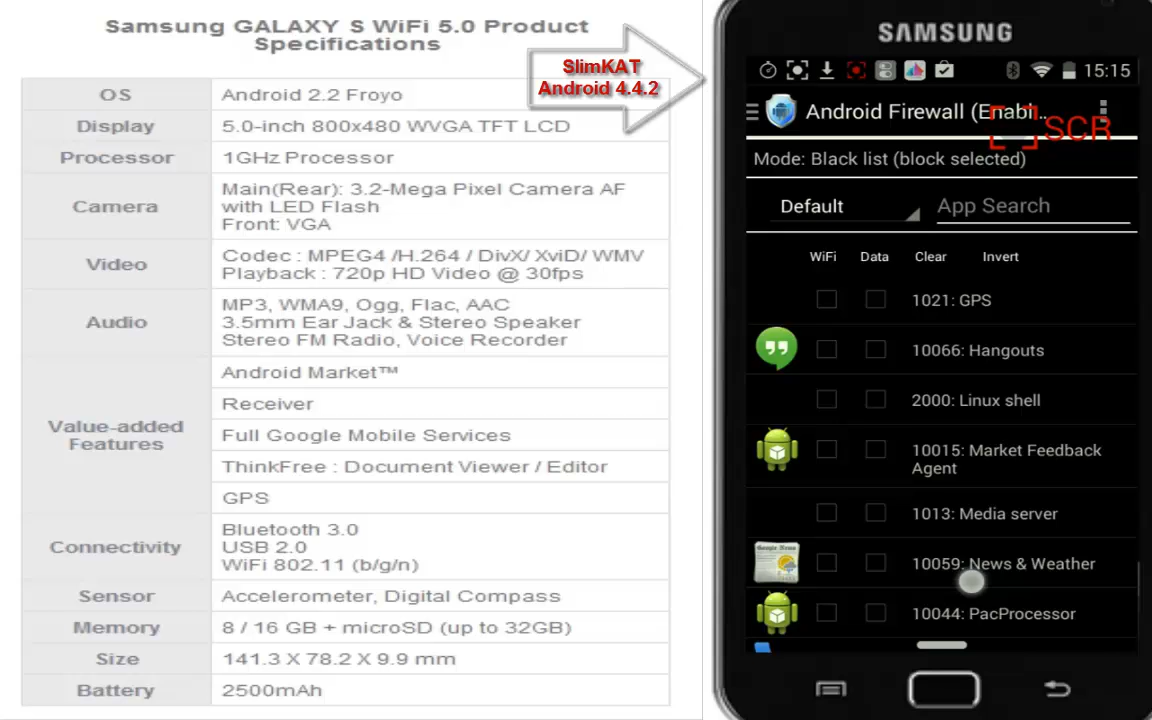 Samsung GALAXY S WiFi 5.0 Product
Specifications
OS
Android 2.2 Froyo
Display
5.0-inch 800x480 WVGA TFT LCD
Processor
1GHz Processor
Camera
Main(Rear): 3.2-Mega Pixel Camera AF
with LED Flash
Front: VGA
Video
Codec : MPEG4 /H.264 / DivX/ XviD/ WMV
Playback : 720p HD Video @ 30fps
Audio
MP3, WMA9, Ogg, Flac, AAC
3.5mm Ear Jack & Stereo Speaker
Stereo FM Radio, Voice Recorder
Value-added
Features
Android Market™
Receiver
Full Google Mobile Services
ThinkFree : Document Viewer / Editor
GPS
Connectivity
Bluetooth 3.0
USB 2.0
WiFi 802.11 (b/g/n)
Sensor
Accelerometer, Digital Compass
Memory
8 / 16 GB + microSD (up to 32GB)
Size
141.3 X 78.2 X 9.9 mm
Battery
2500mAh
SlimKAT
Android 4.4.2
SAMSUNG
15:15
Android Firewall (Enabl...
SCR
Mode: Black list (block selected)
Default
App Search
WiFi Data Clear Invert
1021: GPS
10066: Hangouts
2000: Linux shell
10015: Market Feedback
Agent
1013: Media server
Google News
10059: News & Weather
10044: PacProcessor